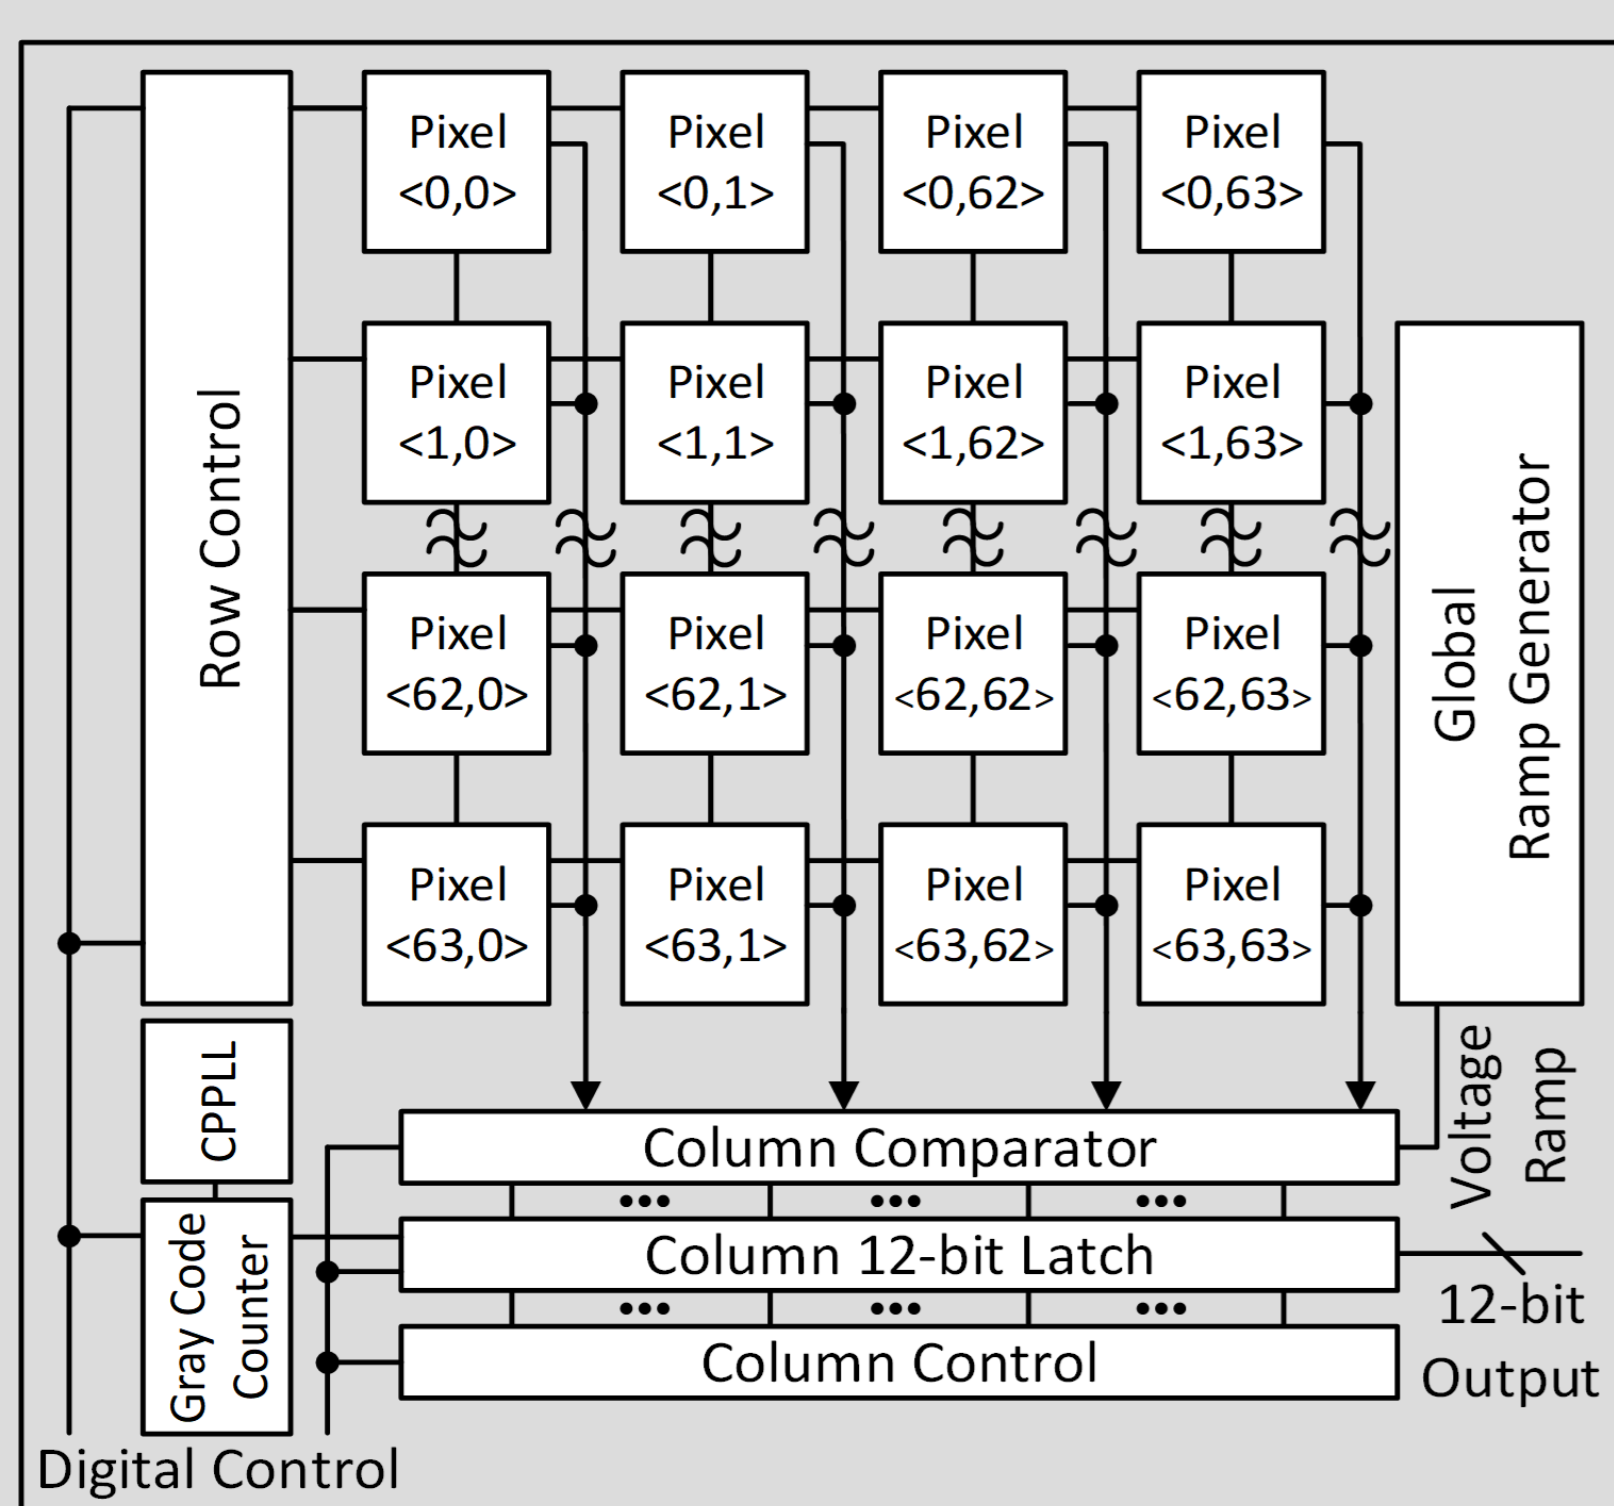 Row Control
Pixel
<0,0>
Pixel
<0,1>
Pixel
<0,62>
Pixel
<0,63>
Pixel
<1,0>
Pixel
<1,1>
Pixel
<1,62>
Pixel
<1,63>
Pixel
<62,0>
Pixel
<62,1>
Pixel
<62,62>
Pixel
<62,63>
Pixel
<63,0>
Pixel
<63,1>
Pixel
<63,62>
Pixel
<63,63>
Global
Ramp Generator
CPPLL
Voltage
Ramp
Column Comparator
•••
•••
•••
Gray Code
Counter
Column 12-bit Latch
•••
•••
•••
12-bit
Output
Column Control
Digital Control